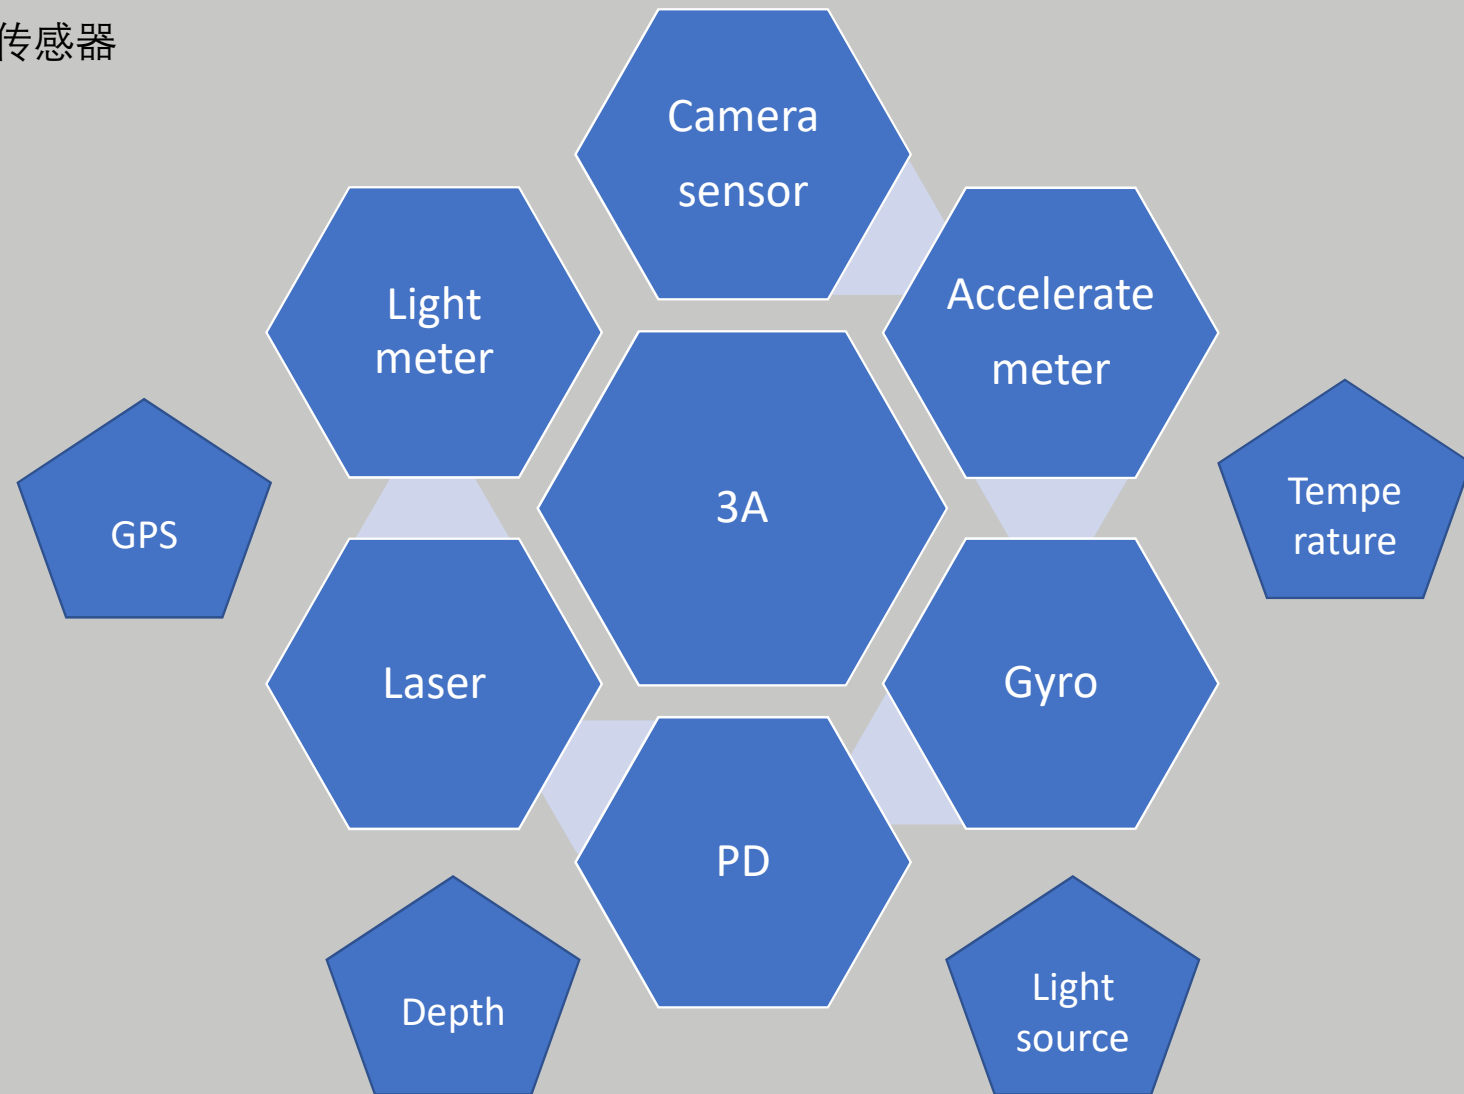 传感器
Camera
sensor
Light
meter
Accelerate
meter
3A
GPS
Tempe
rature
Laser
Gyro
PD
Depth
Light
source